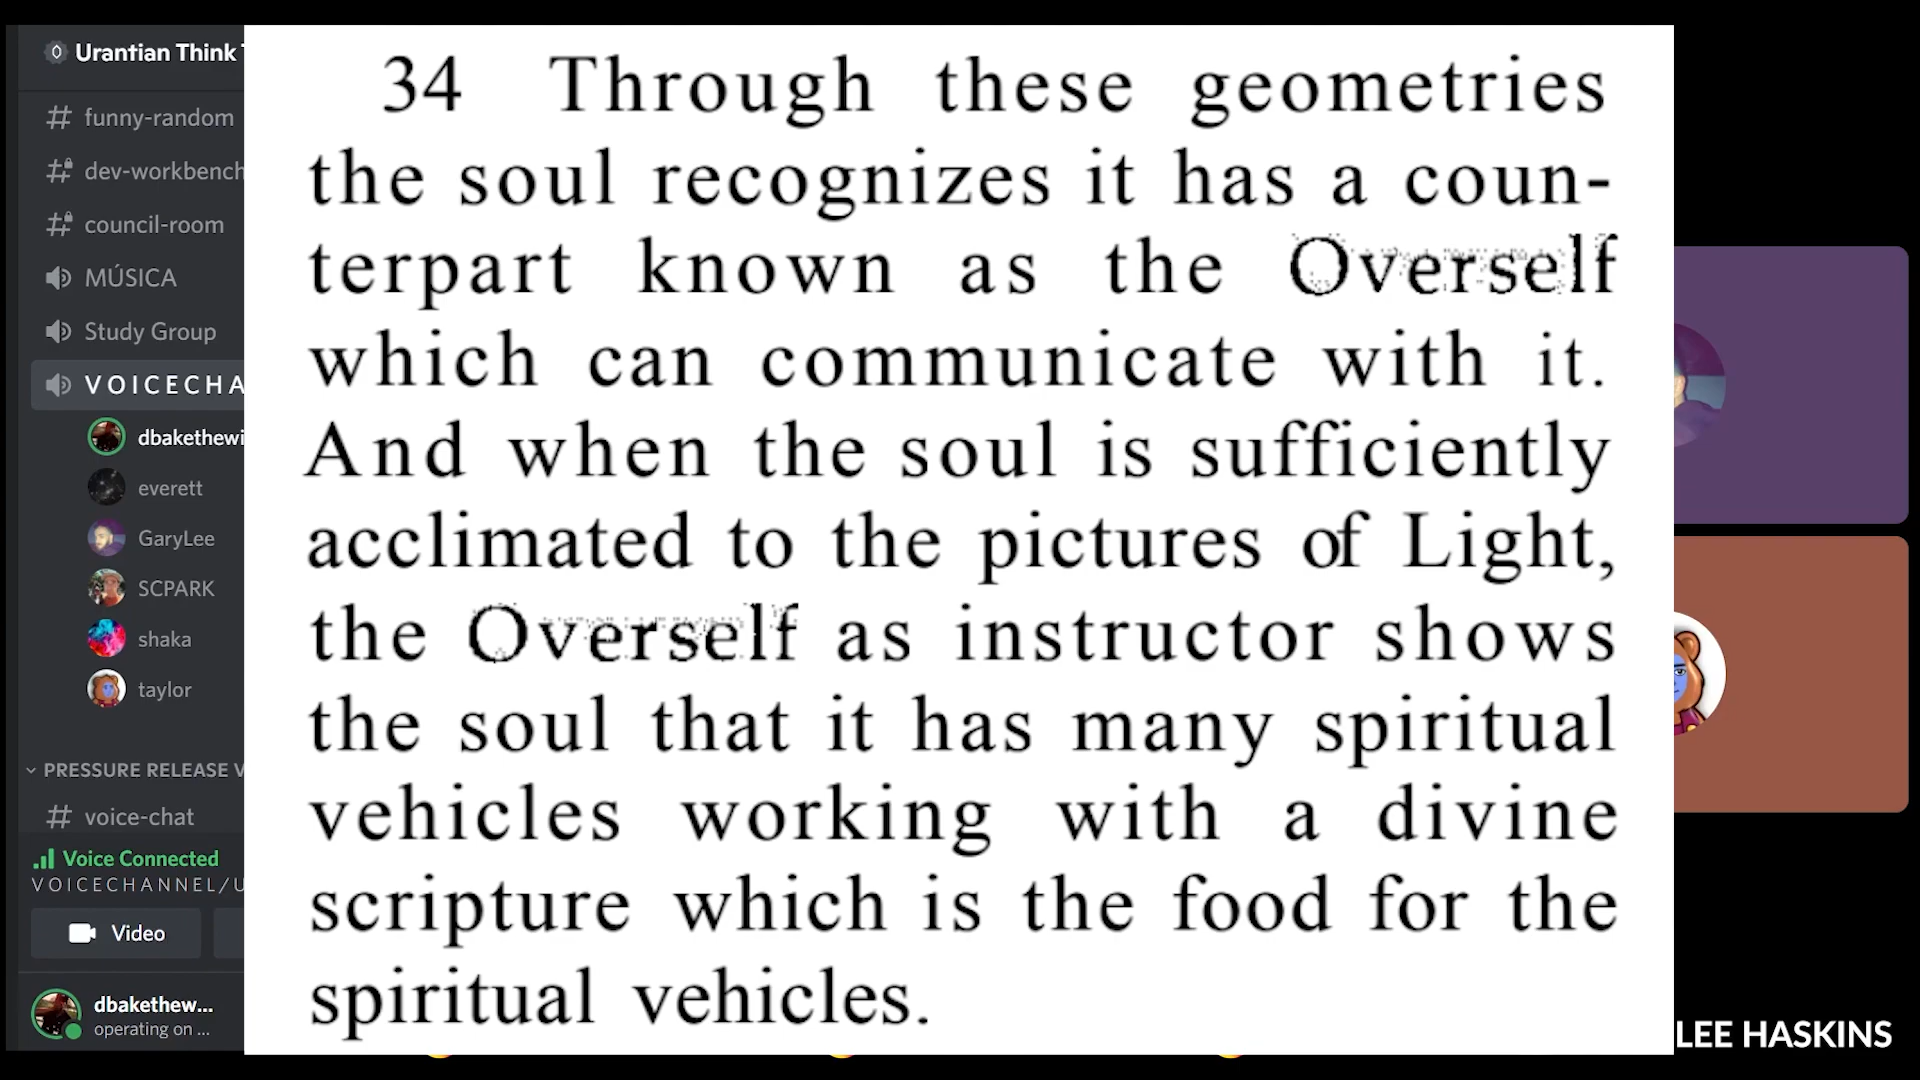 Urantian Think
funny-random
dev-workbench
council-room
MÚSICA
Study Group
VOICECHA
dbakethewi
everett
GaryLee
SCPARK
shaka
taylor
PRESSURE RELEASE V
voice-chat
Voice Connected
VOICECHANNEL/U
Video
dbakethew...
operating on ...
34 Through these geometries
the soul recognizes it has a coun-
terpart known as the Overself
which can communicate with it.
And when the soul is sufficiently
acclimated to the pictures of Light,
the Overself as instructor shows
the soul that it has many spiritual
vehicles working with a divine
scripture which is the food for the
spiritual vehicles.
LEE HASKINS